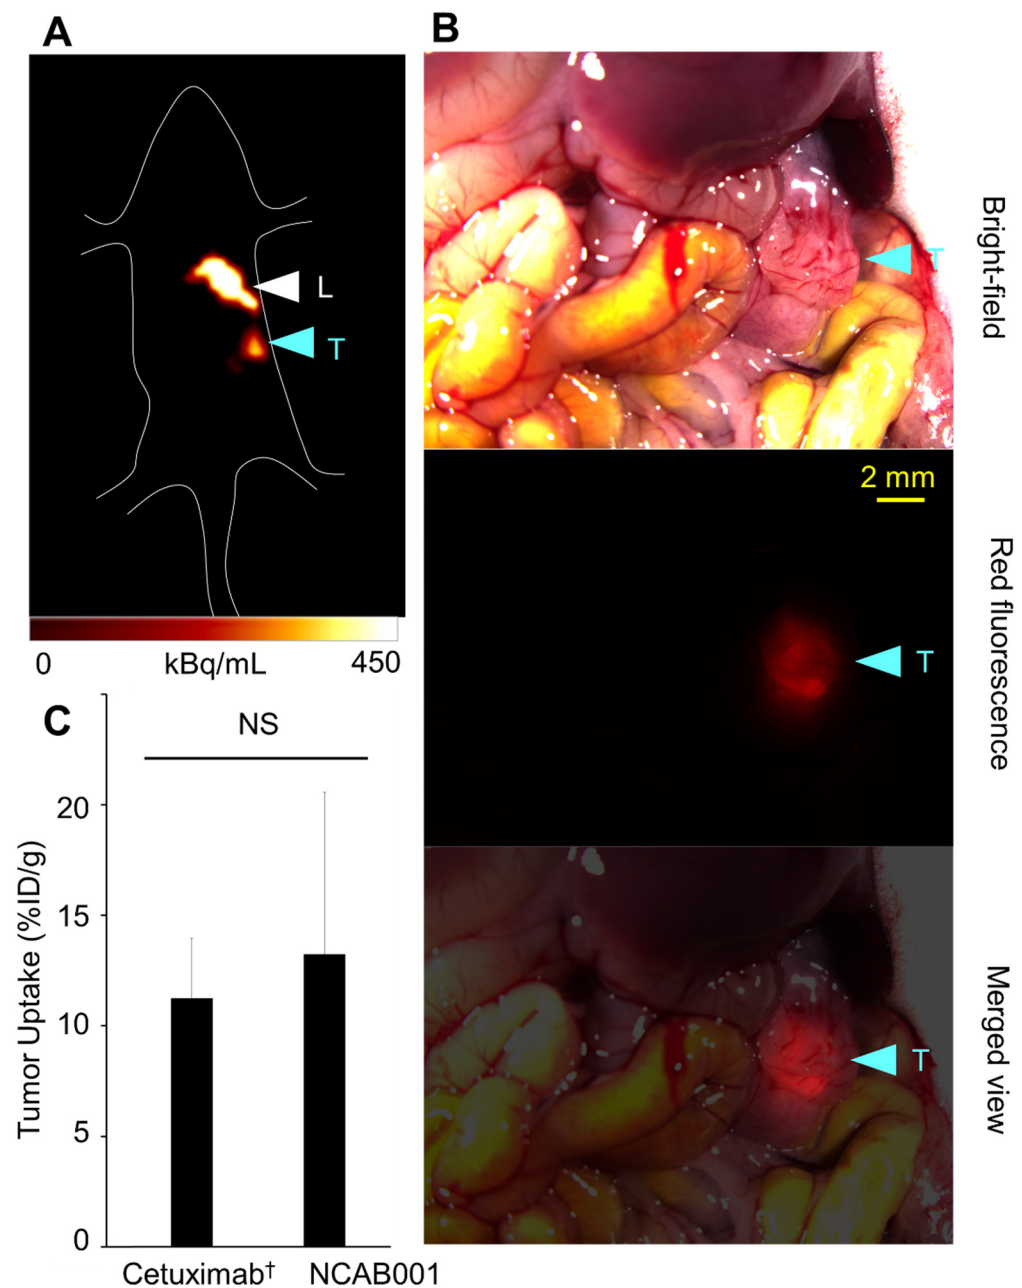 A
L
T
0
kBq/mL
450
B
T
Bright-field
2 mm
T
Red fluorescence
T
Merged view
C
NS
Tumor Uptake (%ID/g)
20
15
10
5
0
Cetuximab†
NCAB001